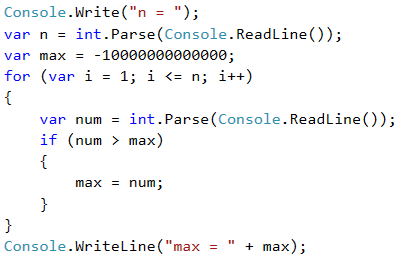 Console.Write("n = ");
var n = int.Parse(Console.ReadLine());
var max = -10000000000000;
for (var i = 1; i <= n; i++)
{
    var num = int.Parse(Console.ReadLine());
    if (num > max)
    {
        max = num;
    }
}
Console.WriteLine("max = " + max);